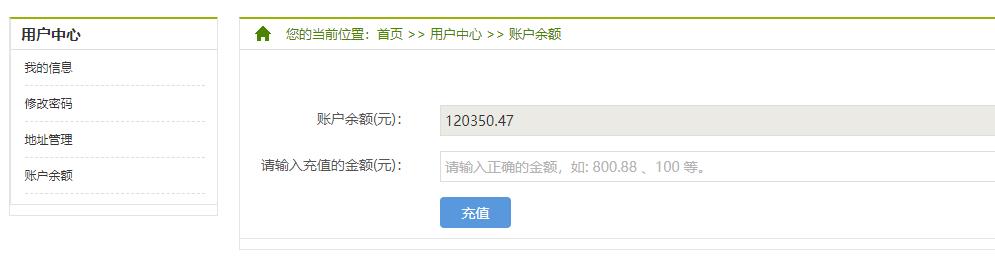 用户中心
我的信息
修改密码
地址管理
账户余额
您的当前位置：首页 >> 用户中心 >> 账户余额
账户余额(元)：
120350.47
请输入充值的金额(元)：
请输入正确的金额，如: 800.88 、100 等。
充值